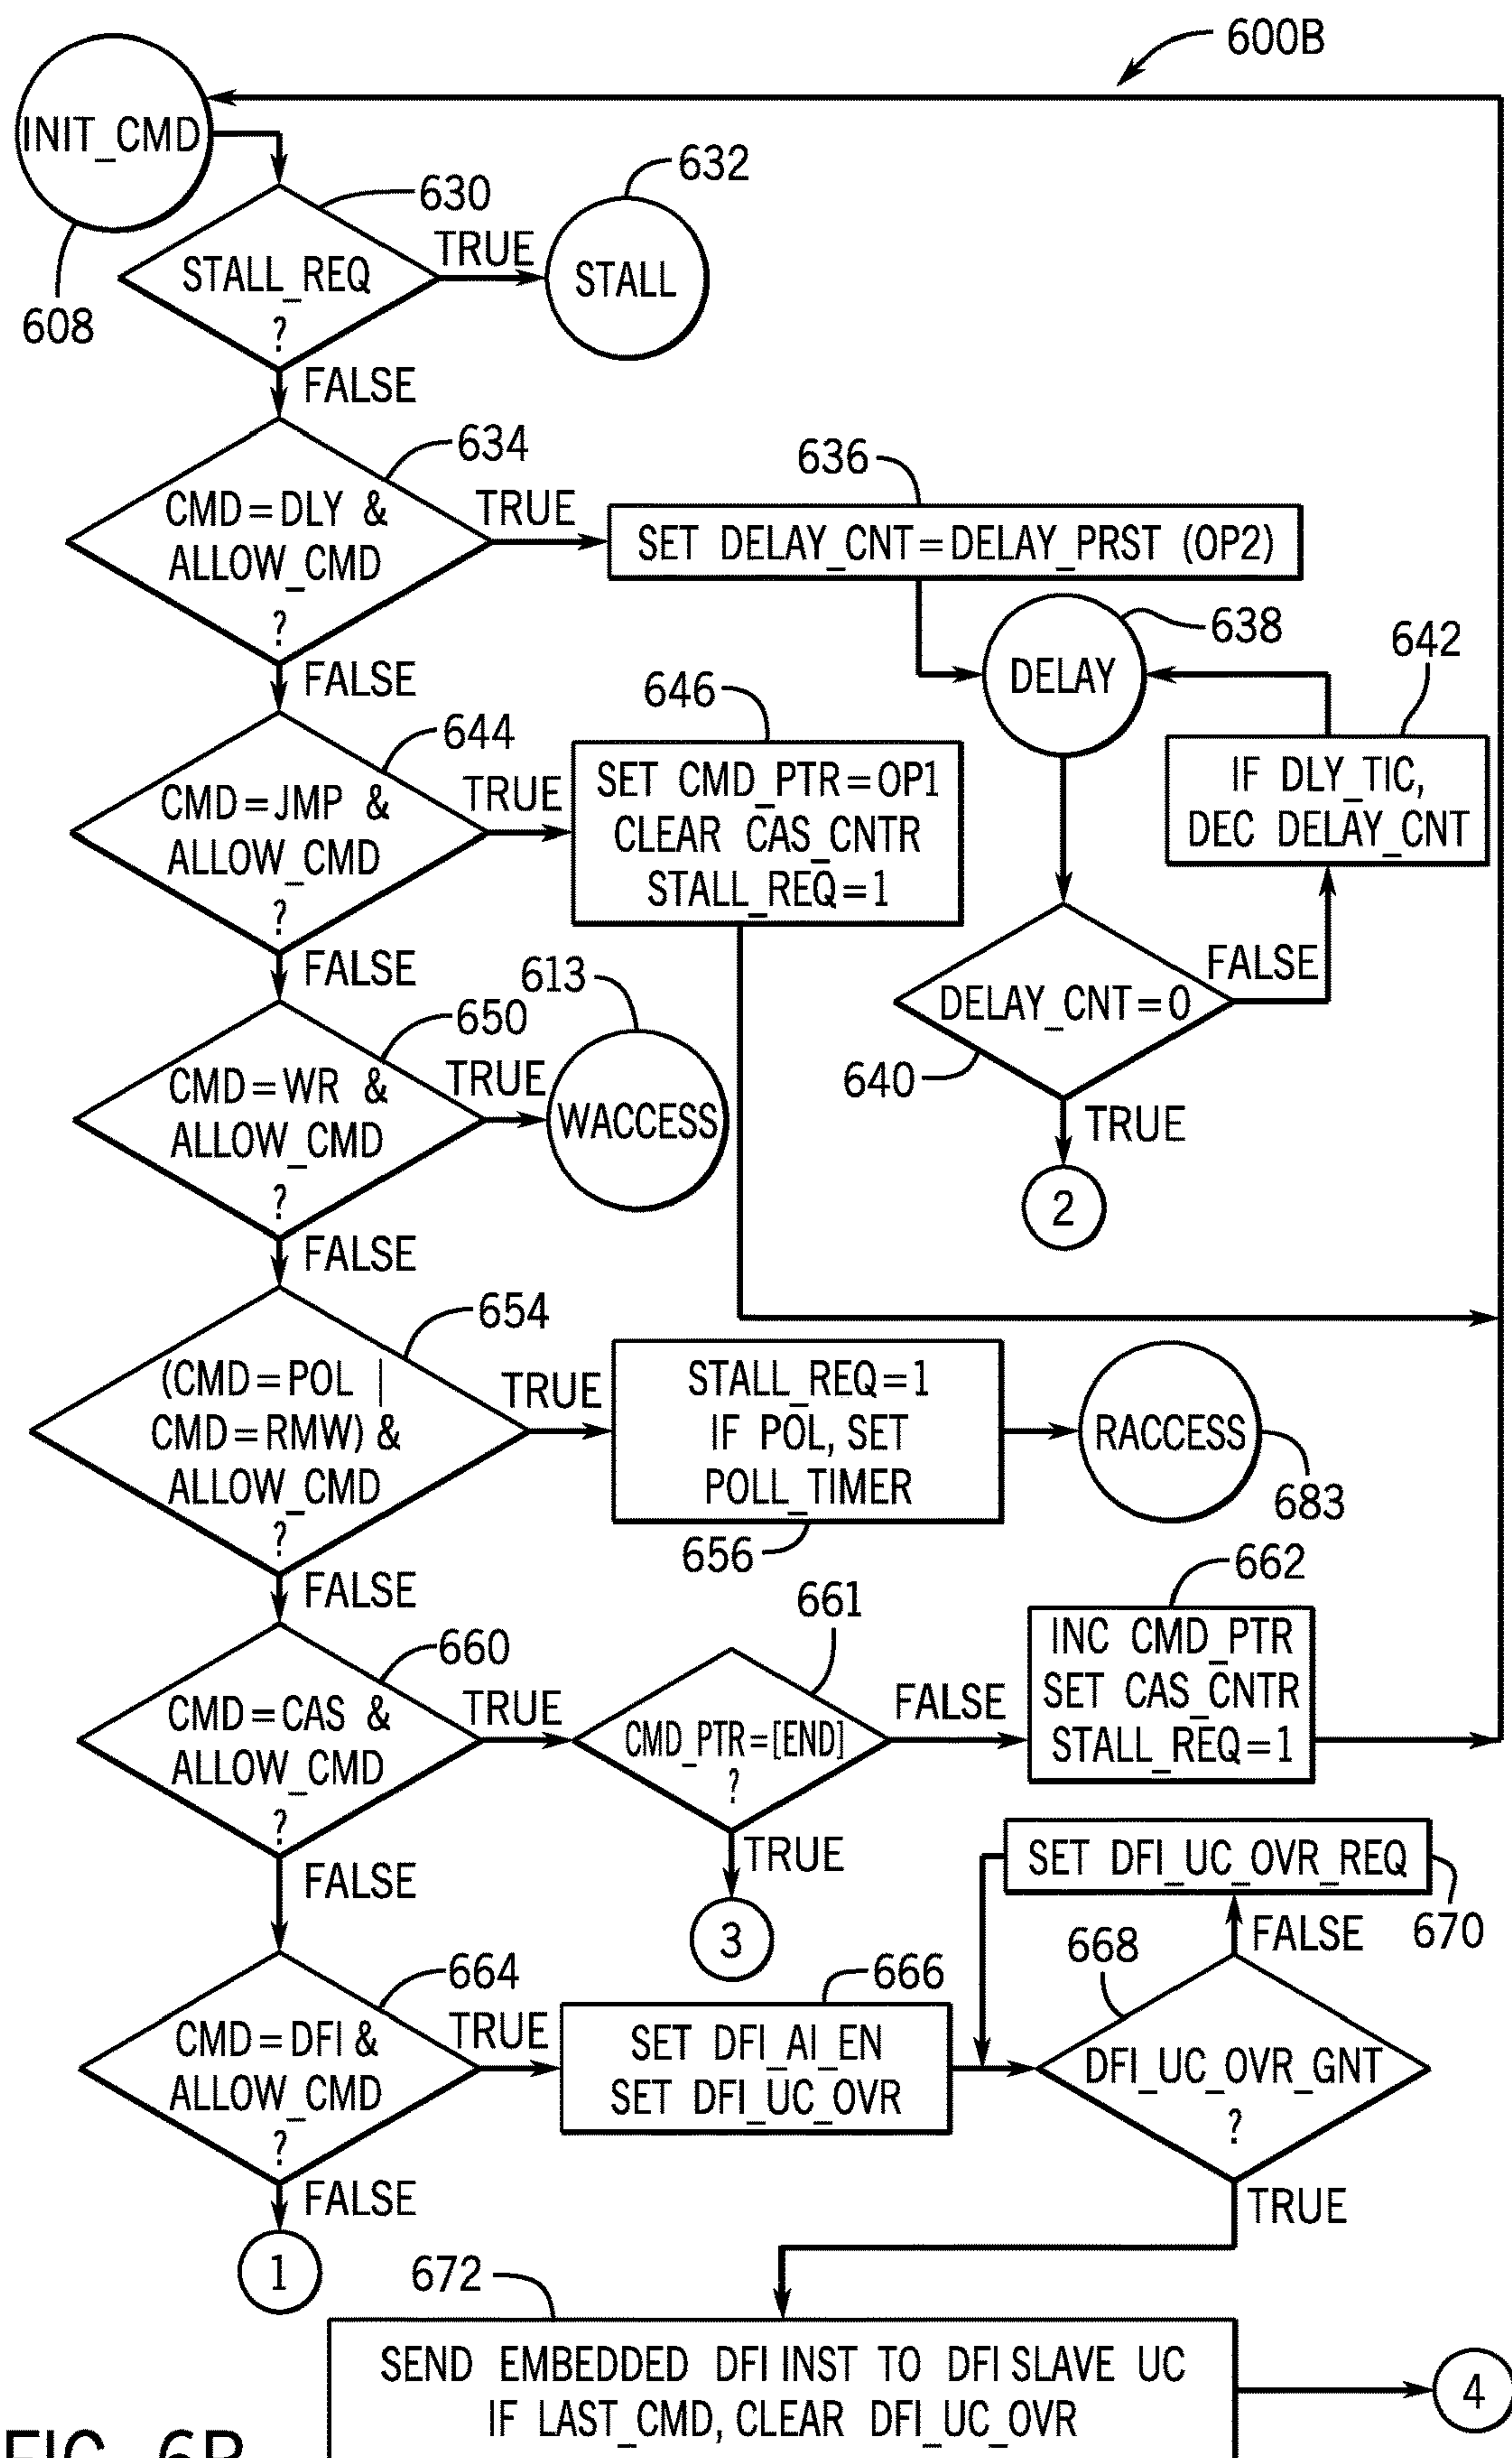 600B
INIT_CMD
608
630
STALL_REQ
?
TRUE
632
STALL
FALSE
634
CMD=DLY &
ALLOW_CMD
?
TRUE
636
SET DELAY_CNT=DELAY_PRST (OP2)
638
DELAY
642
IF DLY_TIC,
DEC DELAY_CNT
FALSE
644
CMD=JMP &
ALLOW_CMD
?
TRUE
646
SET CMD_PTR=OP1
CLEAR CAS_CNTR
STALL_REQ=1
DELAY_CNT=0
FALSE
640
TRUE
2
FALSE
650
CMD=WR &
ALLOW_CMD
?
TRUE
613
WACCESS
FALSE
654
(CMD=POL |
CMD=RMW) &
ALLOW_CMD
?
TRUE
STALL_REQ=1
IF POL, SET
POLL_TIMER
656
RACCESS
683
FALSE
660
CMD=CAS &
ALLOW_CMD
?
TRUE
661
CMD_PTR=[END]
?
FALSE
662
INC CMD_PTR
SET CAS_CNTR
STALL_REQ=1
TRUE
3
FALSE
664
CMD=DFI &
ALLOW_CMD
?
TRUE
666
SET DFI_AI_EN
SET DFI_UC_OVR
668
DFI_UC_OVR_GNT
?
FALSE
SET DFI_UC_OVR_REQ
670
TRUE
FALSE
1
672
SEND EMBEDDED DFI INST TO DFI SLAVE UC
IF LAST_CMD, CLEAR DFI_UC_OVR
4
FIG. 6B